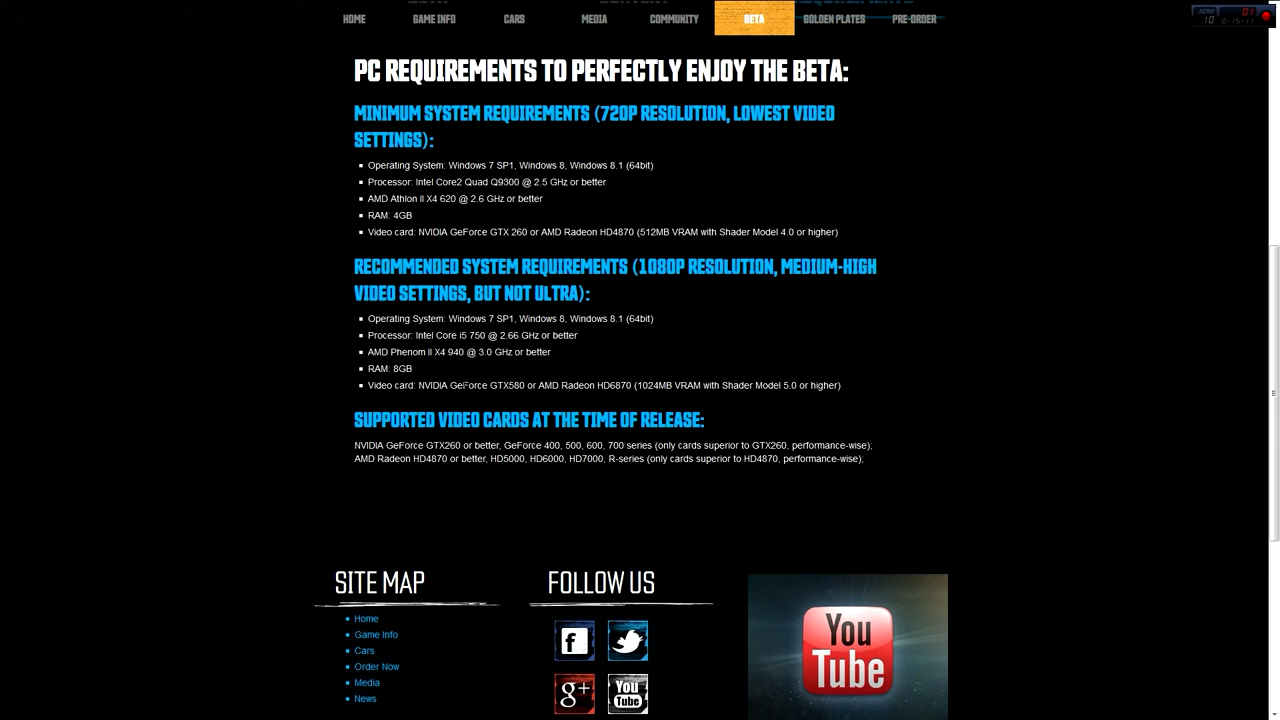 HOME GAME INFO CARS MEDIA COMMUNITY BETA GOLDEN PLATES PRE-ORDER
PC REQUIREMENTS TO PERFECTLY ENJOY THE BETA:
MINIMUM SYSTEM REQUIREMENTS (720P RESOLUTION, LOWEST VIDEO
SETTINGS):
Operating System: Windows 7 SP1, Windows 8, Windows 8.1 (64bit)
Processor: Intel Core2 Quad Q9300 @ 2.5 GHz or better
AMD Athlon II X4 620 @ 2.6 GHz or better
RAM: 4GB
Video card: NVIDIA GeForce GTX 260 or AMD Radeon HD4870 (512MB VRAM with Shader Model 4.0 or higher)
RECOMMENDED SYSTEM REQUIREMENTS (1080P RESOLUTION, MEDIUM-HIGH
VIDEO SETTINGS, BUT NOT ULTRA):
Operating System: Windows 7 SP1, Windows 8, Windows 8.1 (64bit)
Processor: Intel Core i5 750 @ 2.66 GHz or better
AMD Phenom II X4 940 @ 3.0 GHz or better
RAM: 8GB
Video card: NVIDIA GeForce GTX580 or AMD Radeon HD6870 (1024MB VRAM with Shader Model 5.0 or higher)
SUPPORTED VIDEO CARDS AT THE TIME OF RELEASE:
NVIDIA GeForce GTX260 or better, GeForce 400, 500, 600, 700 series (only cards superior to GTX260, performance-wise);
AMD Radeon HD4870 or better, HD5000, HD6000, HD7000, R-series (only cards superior to HD4870, performance-wise);
SITE MAP
Home
Game Info
Cars
Order Now
Media
News
FOLLOW US
f
g+
You
Tube
You
Tube